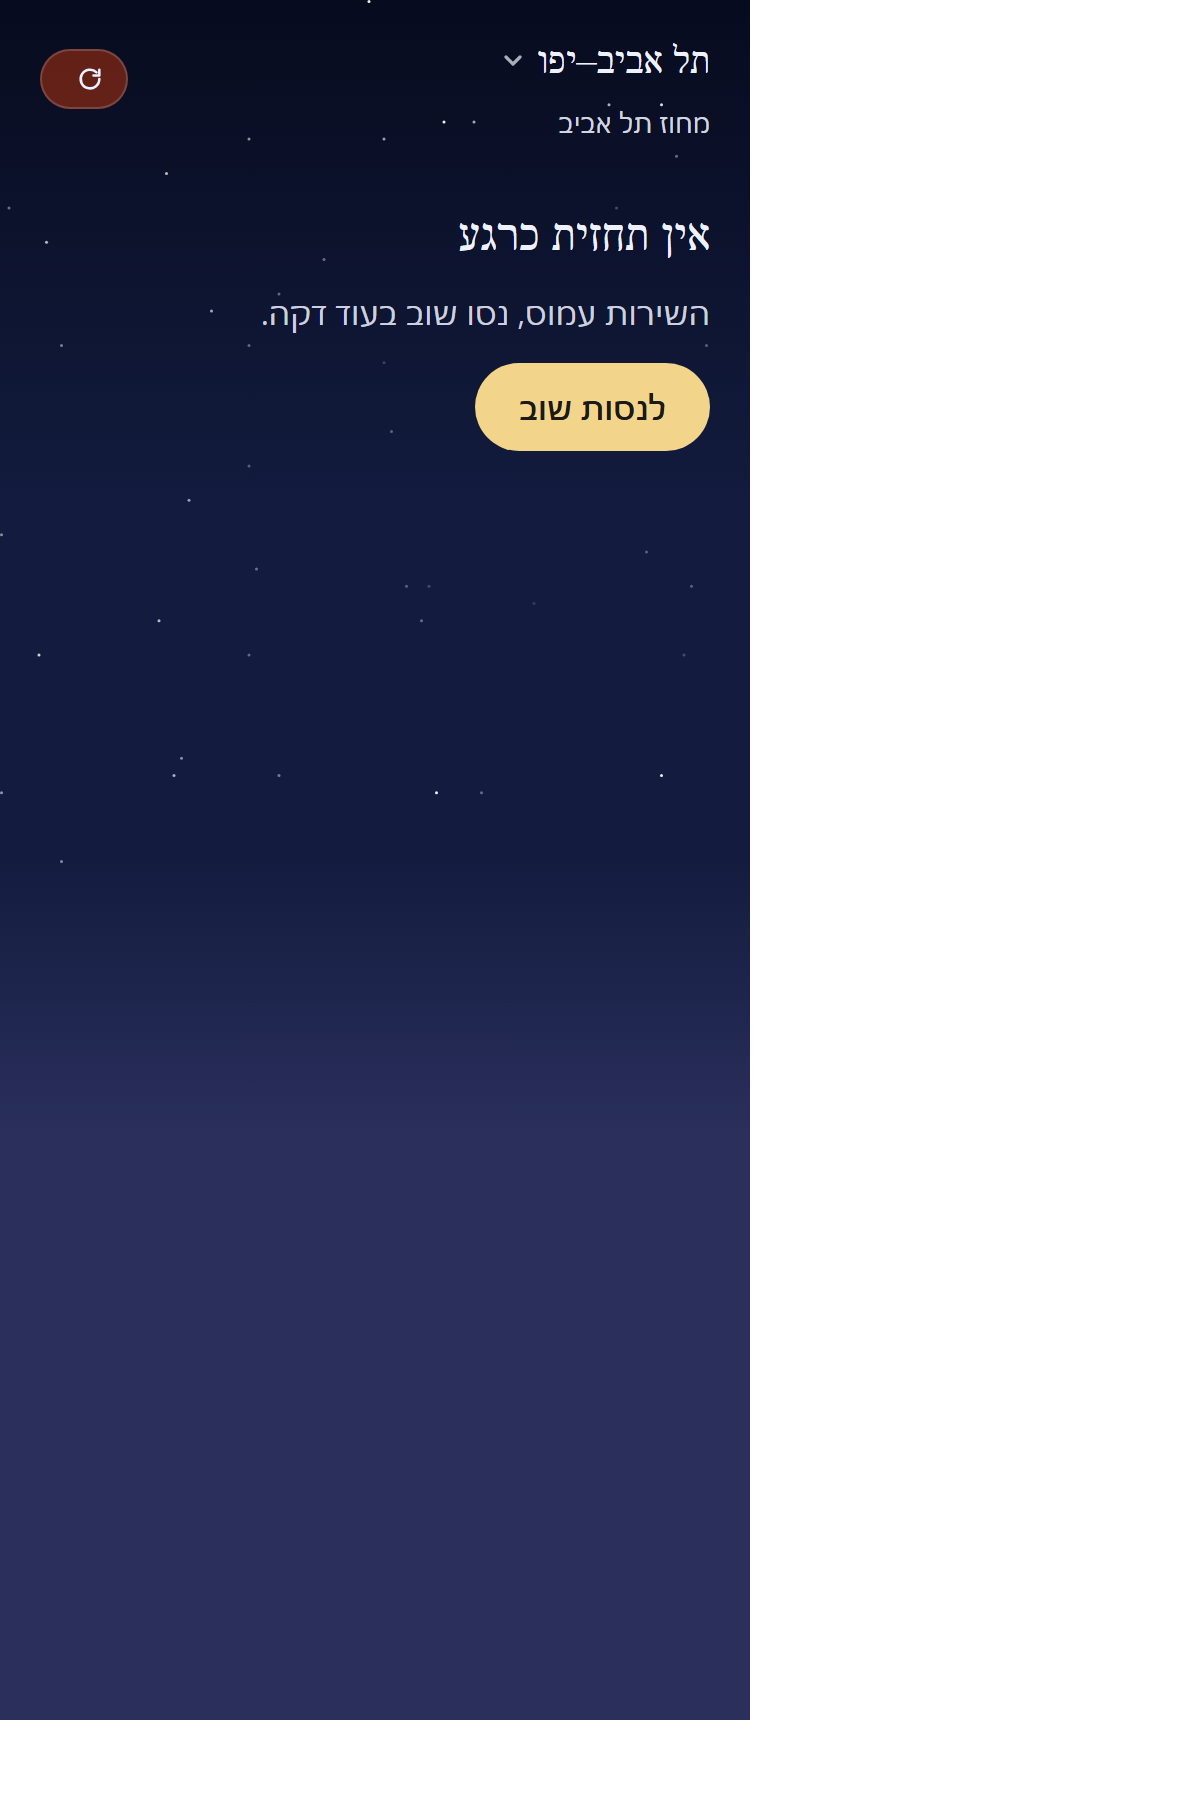 תל אביב–יפו
מחוז תל אביב
אין תחזית כרגע
השירות עמוס, נסו שוב בעוד דקה.
לנסות שוב